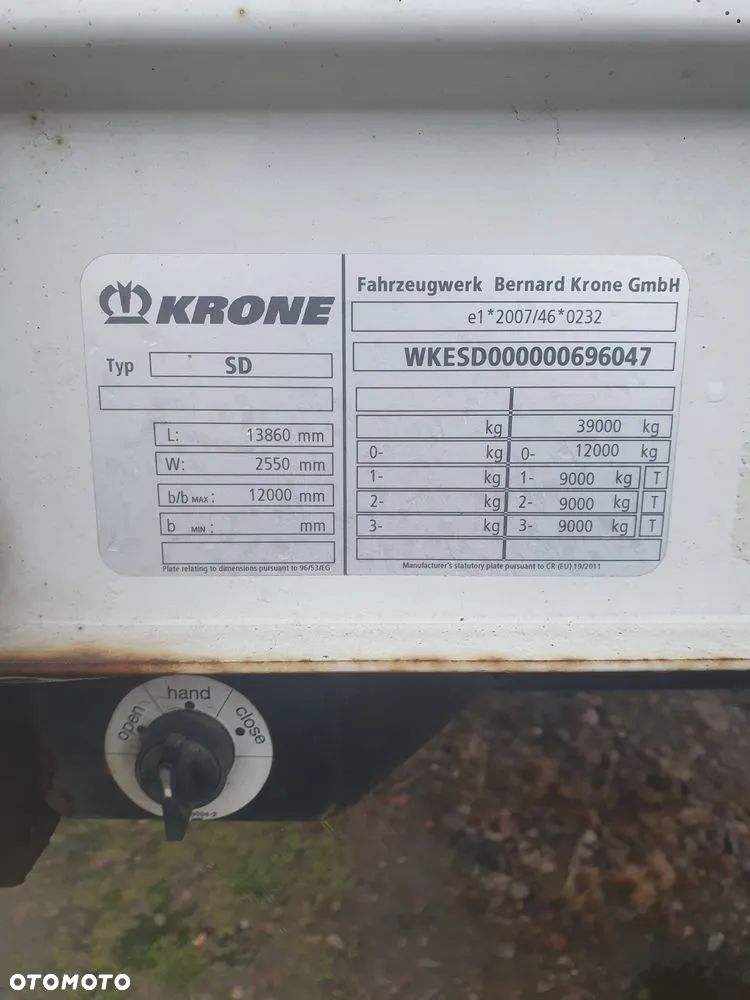 KRONE
Typ SD
L: 13860 mm
W: 2550 mm
b/b MAX : 12000 mm
b MIN : mm
Plate relating to dimensions pursuant to 96/53/EG
Fahrzeugwerk Bernard Krone GmbH
e1*2007/46*0232
WKESD000000696047
kg 39000 kg
0- kg 0- 12000 kg
1- kg 1- 9000 kg T
2- kg 2- 9000 kg T
3- kg 3- 9000 kg T
Manufacturer's statutory plate pursuant to CR (EU) 19/2011
open hand close
OTOMOTO